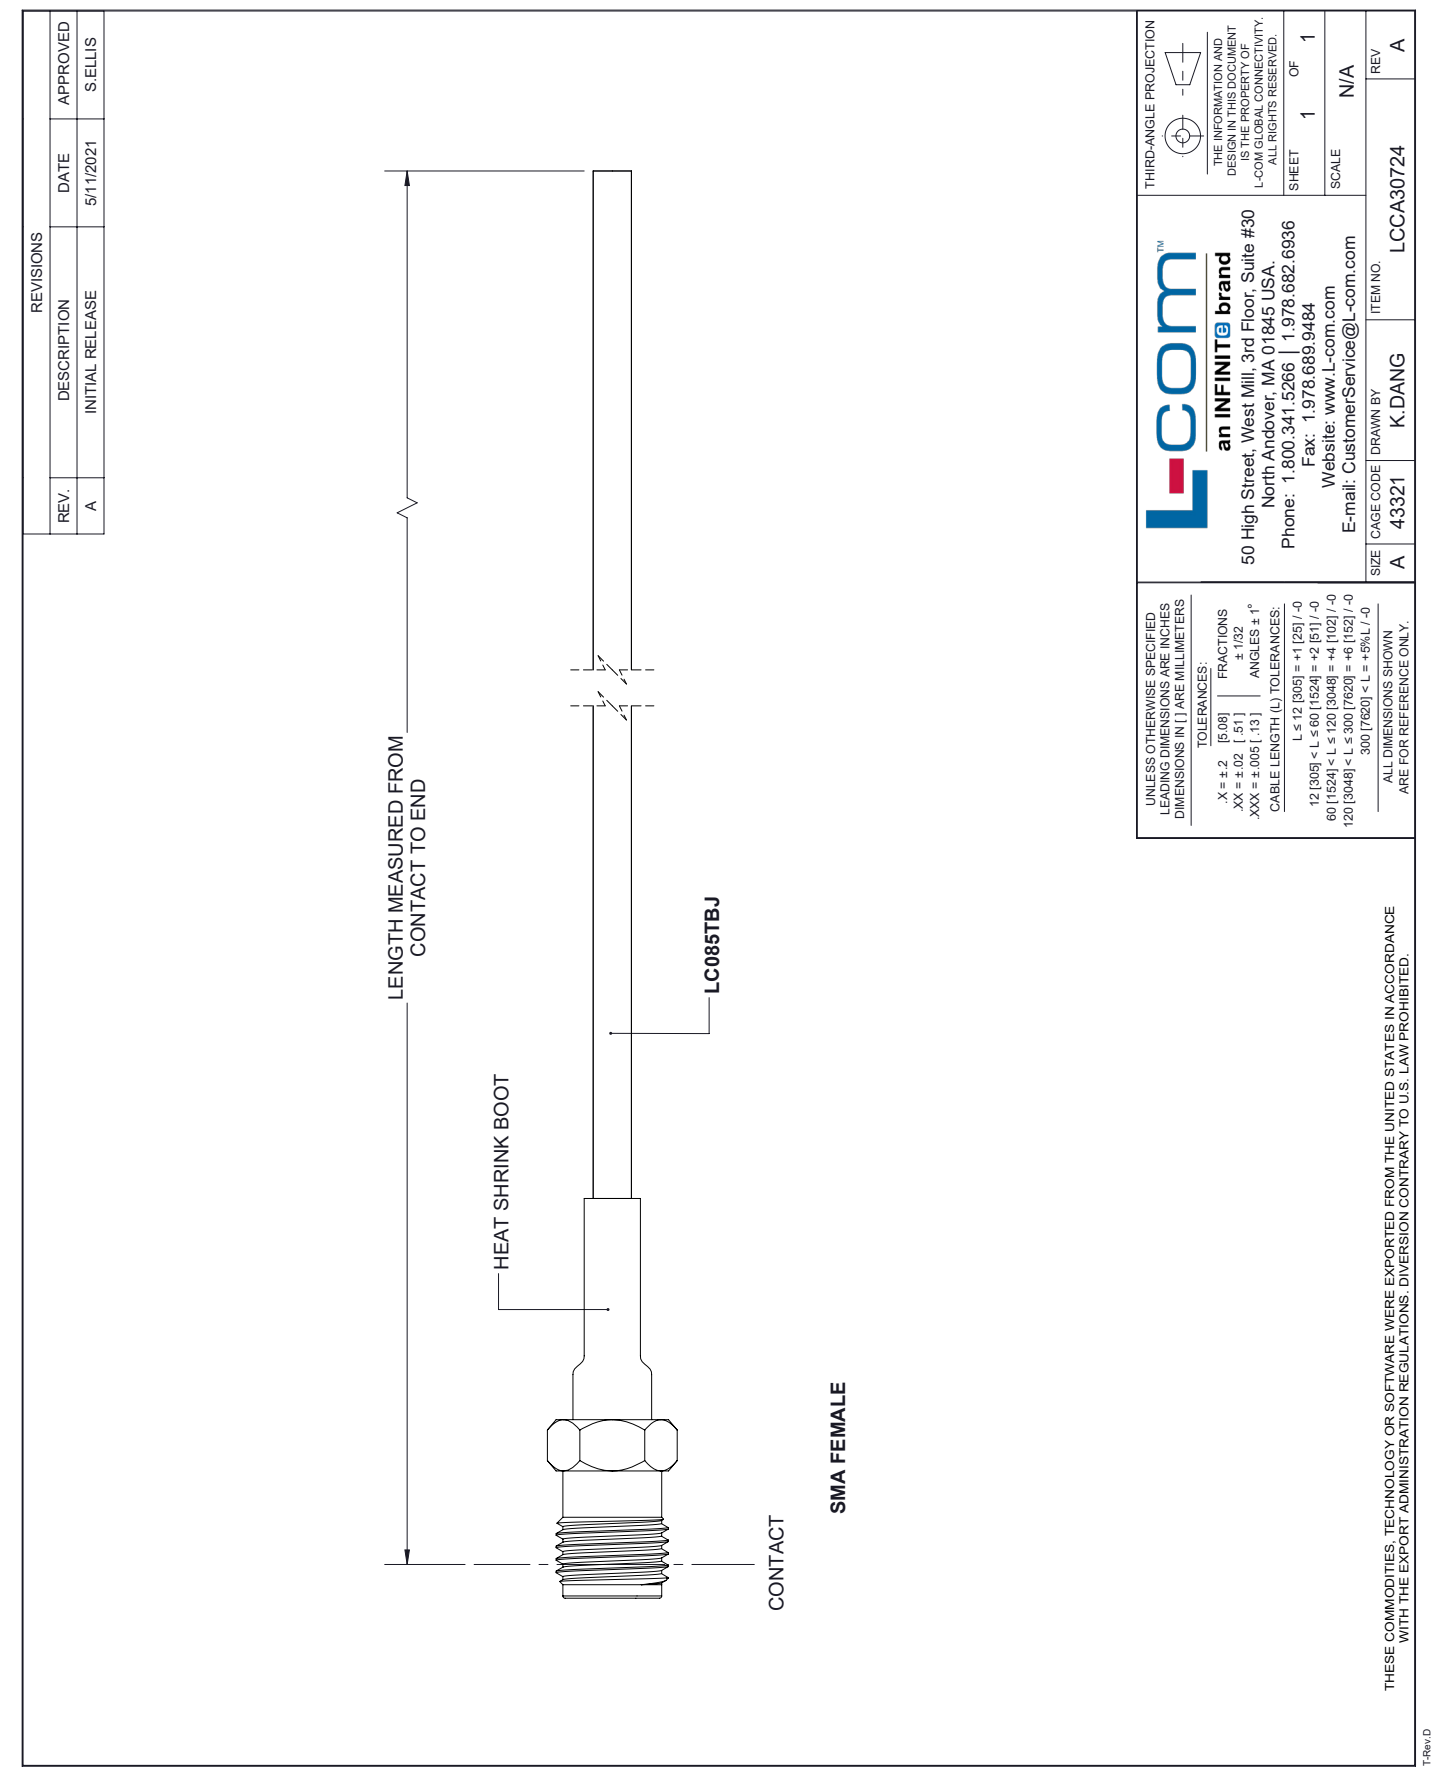 REVISIONS
REV. DESCRIPTION DATE APPROVED
A INITIAL RELEASE 5/11/2021 S.ELLIS
LENGTH MEASURED FROM
CONTACT TO END
HEAT SHRINK BOOT
LC085TBJ
CONTACT
SMA FEMALE
UNLESS OTHERWISE SPECIFIED
LEADING DIMENSIONS ARE INCHES
DIMENSIONS IN [ ] ARE MILLIMETERS
TOLERANCES:
.X = ±.2 [5.08] FRACTIONS
.XX = ±.02 [ .51 ] ± 1/32
.XXX = ±.005 [ .13 ] ANGLES ± 1°
CABLE LENGTH (L) TOLERANCES:
L ≤ 12 [305] = +1 [25] / -0
12 [305] < L ≤ 60 [1524] = +2 [51] / -0
60 [1524] < L ≤ 120 [3048] = +4 [102] / -0
120 [3048] < L ≤ 300 [7620] = +6 [152] / -0
300 [7620] < L = +5%L / -0
ALL DIMENSIONS SHOWN
ARE FOR REFERENCE ONLY.
L-com™
an INFINITe brand
50 High Street, West Mill, 3rd Floor, Suite #30
North Andover, MA 01845 USA.
Phone: 1.800.341.5266 | 1.978.682.6936
Fax: 1.978.689.9484
Website: www.L-com.com
E-mail: CustomerService@L-com.com
THIRD-ANGLE PROJECTION
THE INFORMATION AND
DESIGN IN THIS DOCUMENT
IS THE PROPERTY OF
L-COM GLOBAL CONNECTIVITY.
ALL RIGHTS RESERVED.
SHEET 1 OF 1
SCALE N/A
SIZE A
CAGE CODE 43321
DRAWN BY K.DANG
ITEM NO. LCCA30724
REV A
THESE COMMODITIES, TECHNOLOGY OR SOFTWARE WERE EXPORTED FROM THE UNITED STATES IN ACCORDANCE
WITH THE EXPORT ADMINISTRATION REGULATIONS. DIVERSION CONTRARY TO U.S. LAW PROHIBITED.
T-Rev.D